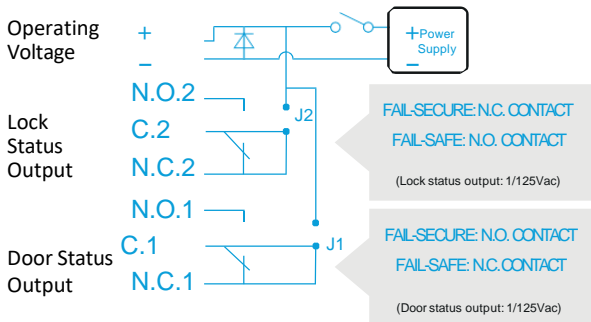 Operating
Voltage
+
−
+Power
Supply
−
Lock
Status
Output
N.O.2
C.2
N.C.2
J2
FAIL-SECURE: N.C. CONTACT
FAIL-SAFE: N.O. CONTACT
(Lock status output: 1/125Vac)
Door Status
Output
N.O.1
C.1
N.C.1
J1
FAIL-SECURE: N.O. CONTACT
FAIL-SAFE: N.C. CONTACT
(Door status output: 1/125Vac)